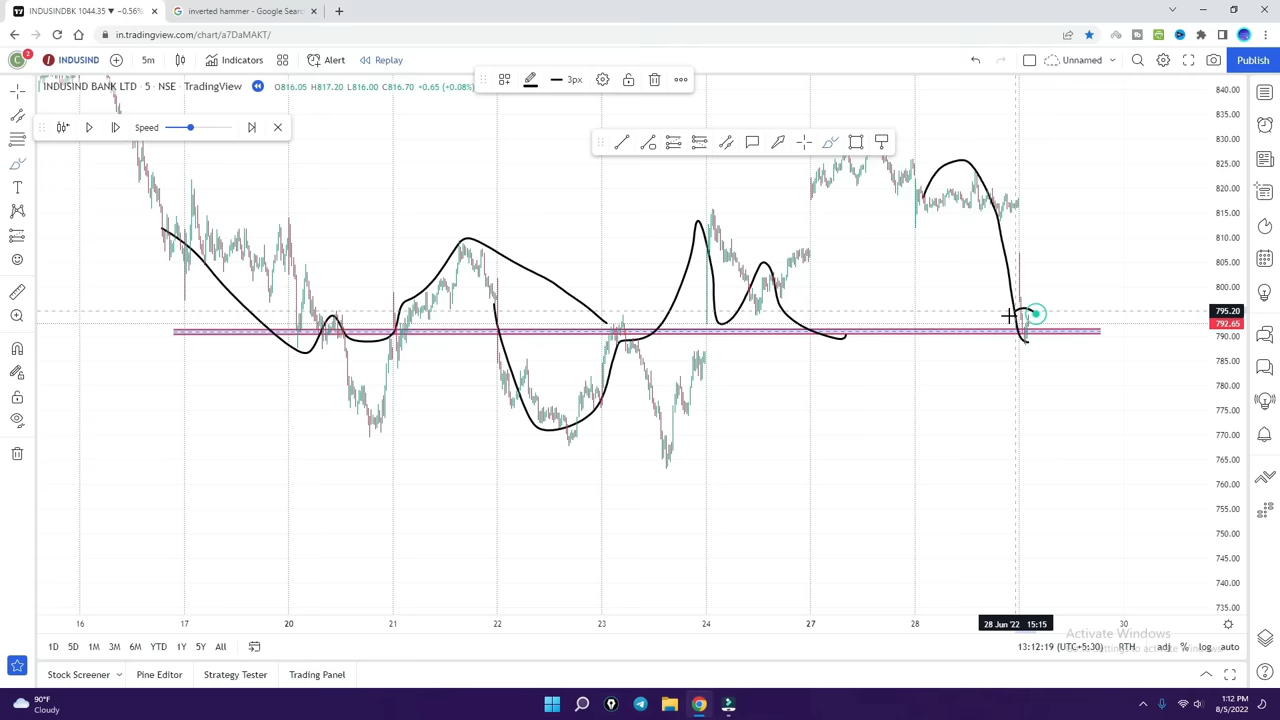 INDUSINDBK 1044.35 ▼ −0.56%
inverted hammer - Google Sear
in.tradingview.com/chart/a7DaMAKT/
C 2 INDUSIND 5m Indicators Alert Replay Unnamed Publish
3px
INDUSIND BANK LTD · 5 · NSE · TradingView O816.05 H817.20 L816.00 C816.70 +0.65 (+0.08%)
Speed
840.00
830.00
825.00
820.00
815.00
810.00
805.00
800.00
795.20
792.65
790.00
785.00
780.00
775.00
770.00
765.00
760.00
755.00
750.00
745.00
740.00
735.00
16 17 20 21 22 23 24 27 28 28 Jun '22 15:15 30
Activate Windows
1D 5D 1M 3M 6M YTD 1Y 5Y All 13:12:19 (UTC+5:30) RTH adj % log auto
Stock Screener Pine Editor Strategy Tester Trading Panel
90°F
Cloudy
1:12 PM
8/5/2022